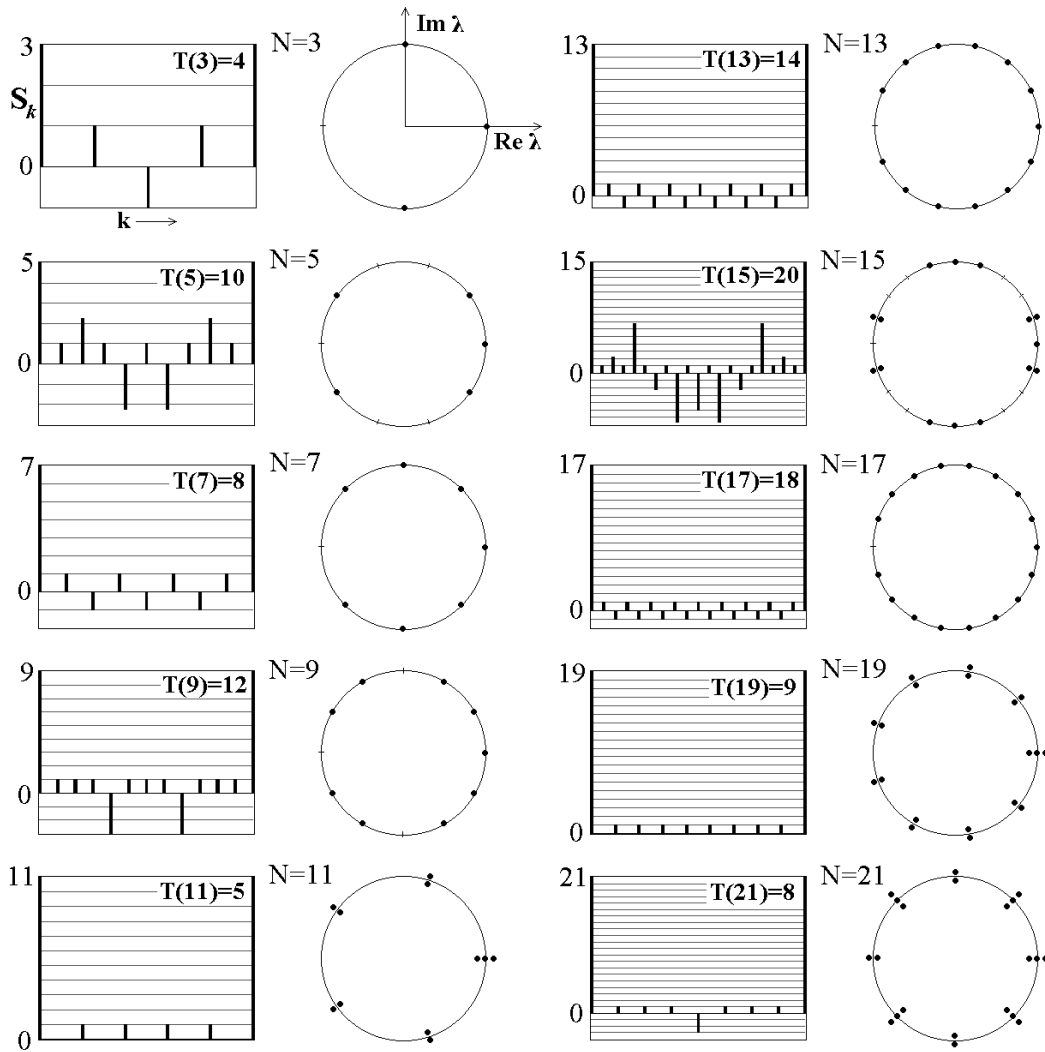 3
T(3)=4
S_k
0
k
N=3
Im λ
Re λ
13
T(13)=14
0
N=13
5
T(5)=10
0
N=5
15
T(15)=20
0
N=15
7
T(7)=8
0
N=7
17
T(17)=18
0
N=17
9
T(9)=12
0
N=9
19
T(19)=9
0
N=19
11
T(11)=5
0
N=11
21
T(21)=8
0
N=21